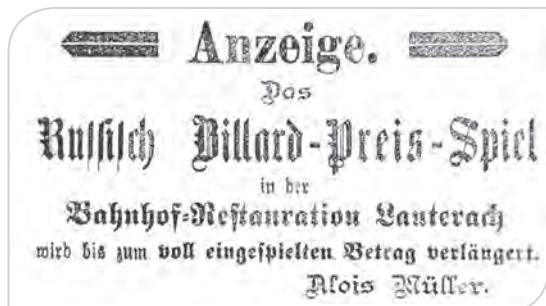 Anzeige.
Das
Russisch Billard-Preis-Spiel
in der
Bahnhof-Restauration Lauterach
wird bis zum voll eingespielten Betrag verlängert.
Alois Müller.